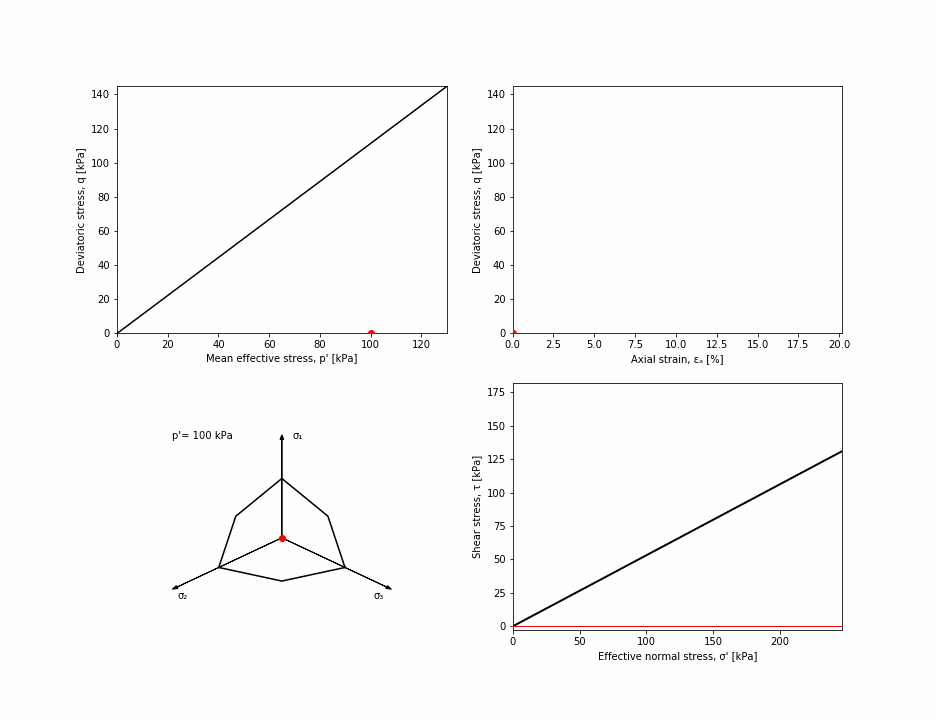 140
120
100
80
60
40
20
0
Deviatoric stress, q [kPa]
0 20 40 60 80 100 120
Mean effective stress, p' [kPa]
140
120
100
80
60
40
20
0
Deviatoric stress, q [kPa]
0.0 2.5 5.0 7.5 10.0 12.5 15.0 17.5 20.0
Axial strain, εₐ [%]
p'= 100 kPa
σ₁
σ₂
σ₃
175
150
125
100
75
50
25
0
Shear stress, τ [kPa]
0 50 100 150 200
Effective normal stress, σ' [kPa]